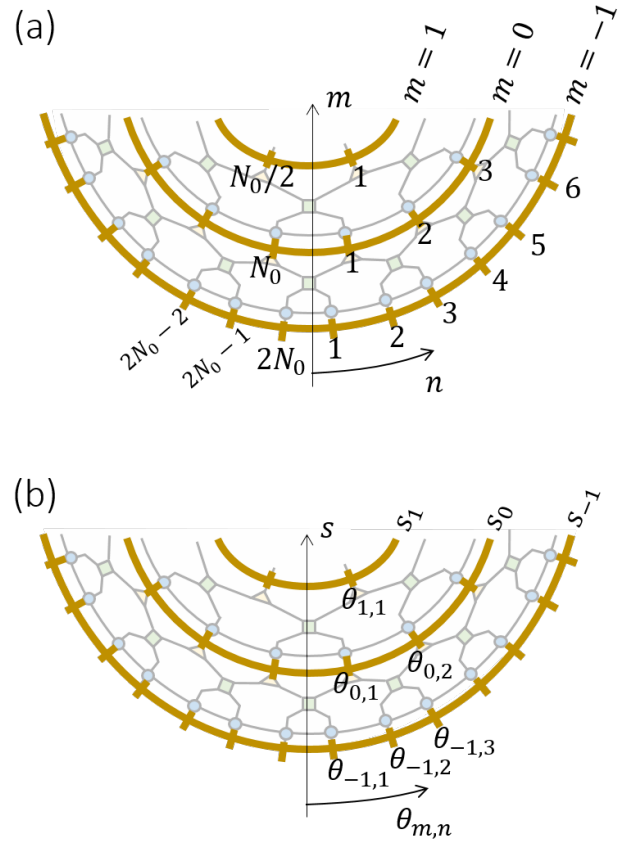 (a)
m
m = 1
m = 0
m = −1
N₀/2
1
3
N₀
1
2
6
5
4
3
2
1
2N₀
2N₀ − 1
2N₀ − 2
n
(b)
s
s₁
s₀
s₋₁
θ₁,₁
θ₀,₁
θ₀,₂
θ₋₁,₁
θ₋₁,₂
θ₋₁,₃
θₘ,ₙ